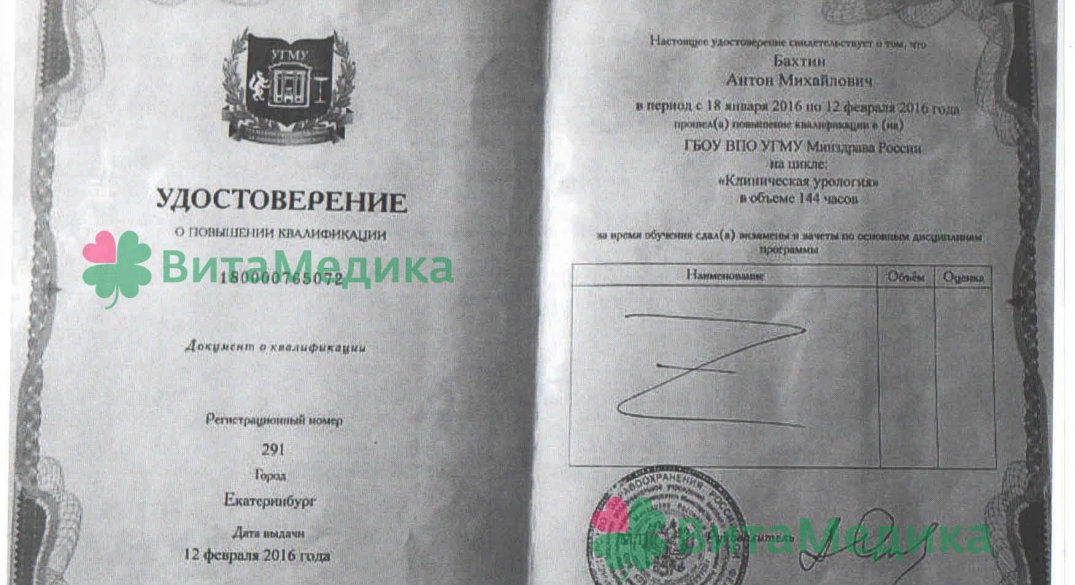 УГМУ
УДОСТОВЕРЕНИЕ
О ПОВЫШЕНИИ КВАЛИФИКАЦИИ
ВитаМедика
180000765072
Документ о квалификации
Регистрационный номер
291
Город
Екатеринбург
Дата выдачи
12 февраля 2016 года
Настоящее удостоверение свидетельствует о том, что
Бахтин
Антон Михайлович
в период с 18 января 2016 по 12 февраля 2016 года
прошел(а) повышение квалификации в (на)
ГБОУ ВПО УГМУ Минздрава России
на цикле:
«Клиническая урология»
в объеме 144 часов
за время обучения сдал(а) экзамены и зачеты по основным дисциплинам
программы
Наименование Объём Оценка
М.П. Руководитель
ВитаМедика